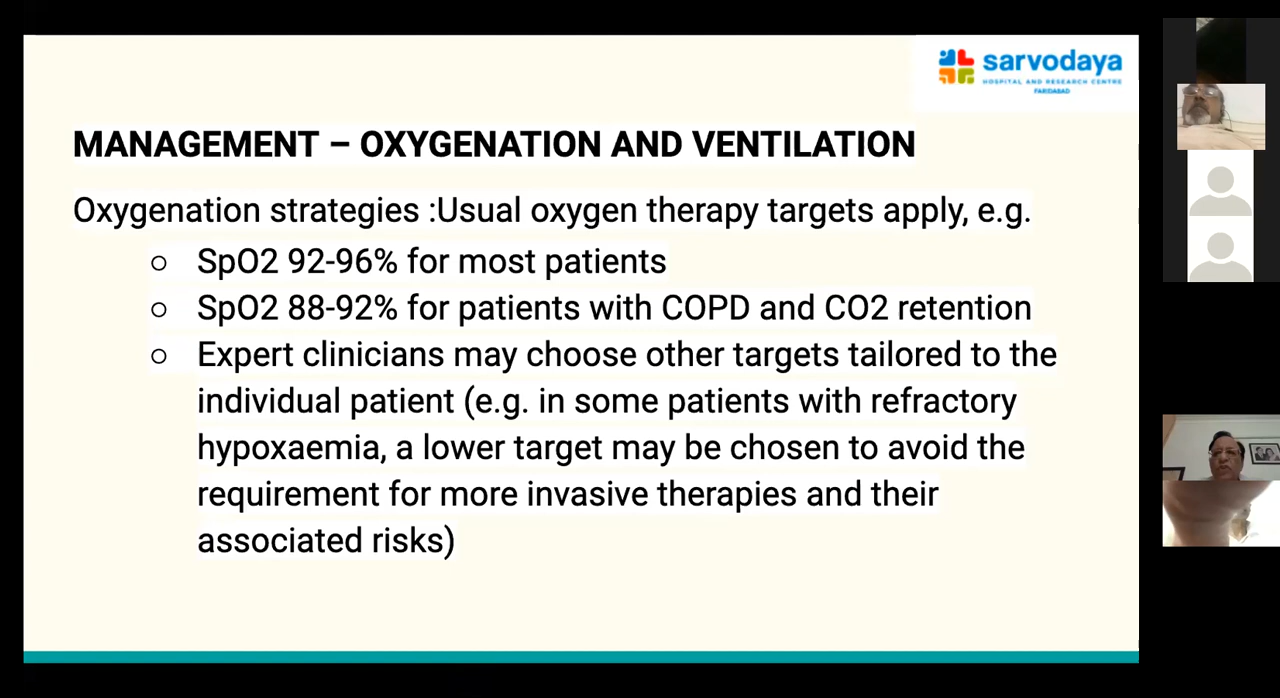 sarvodaya
HOSPITAL AND RESEARCH CENTRE
FARIDABAD
MANAGEMENT – OXYGENATION AND VENTILATION
Oxygenation strategies :Usual oxygen therapy targets apply, e.g.
○ SpO2 92-96% for most patients
○ SpO2 88-92% for patients with COPD and CO2 retention
○ Expert clinicians may choose other targets tailored to the
individual patient (e.g. in some patients with refractory
hypoxaemia, a lower target may be chosen to avoid the
requirement for more invasive therapies and their
associated risks)